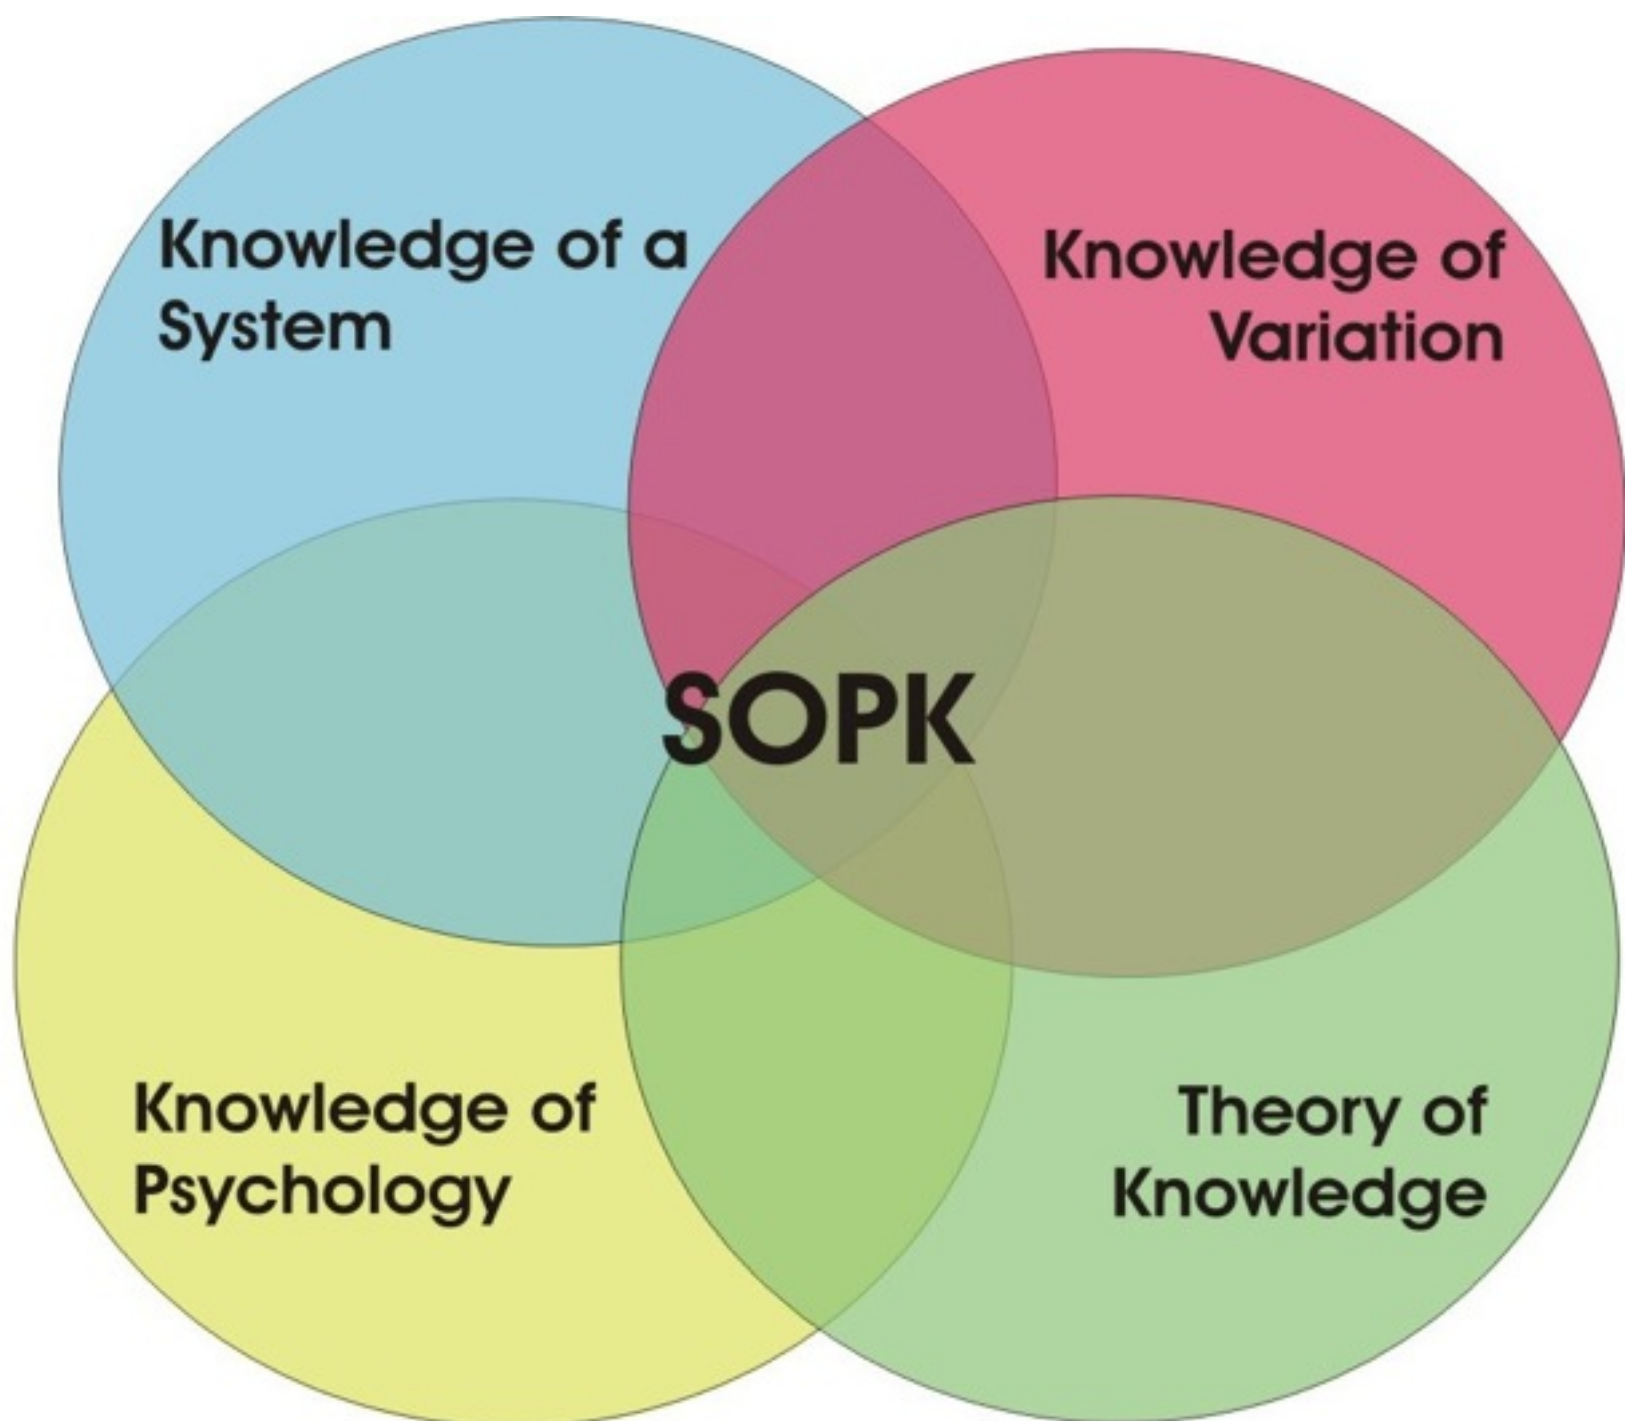 Knowledge of a
System
Knowledge of
Variation
SOPK
Knowledge of
Psychology
Theory of
Knowledge